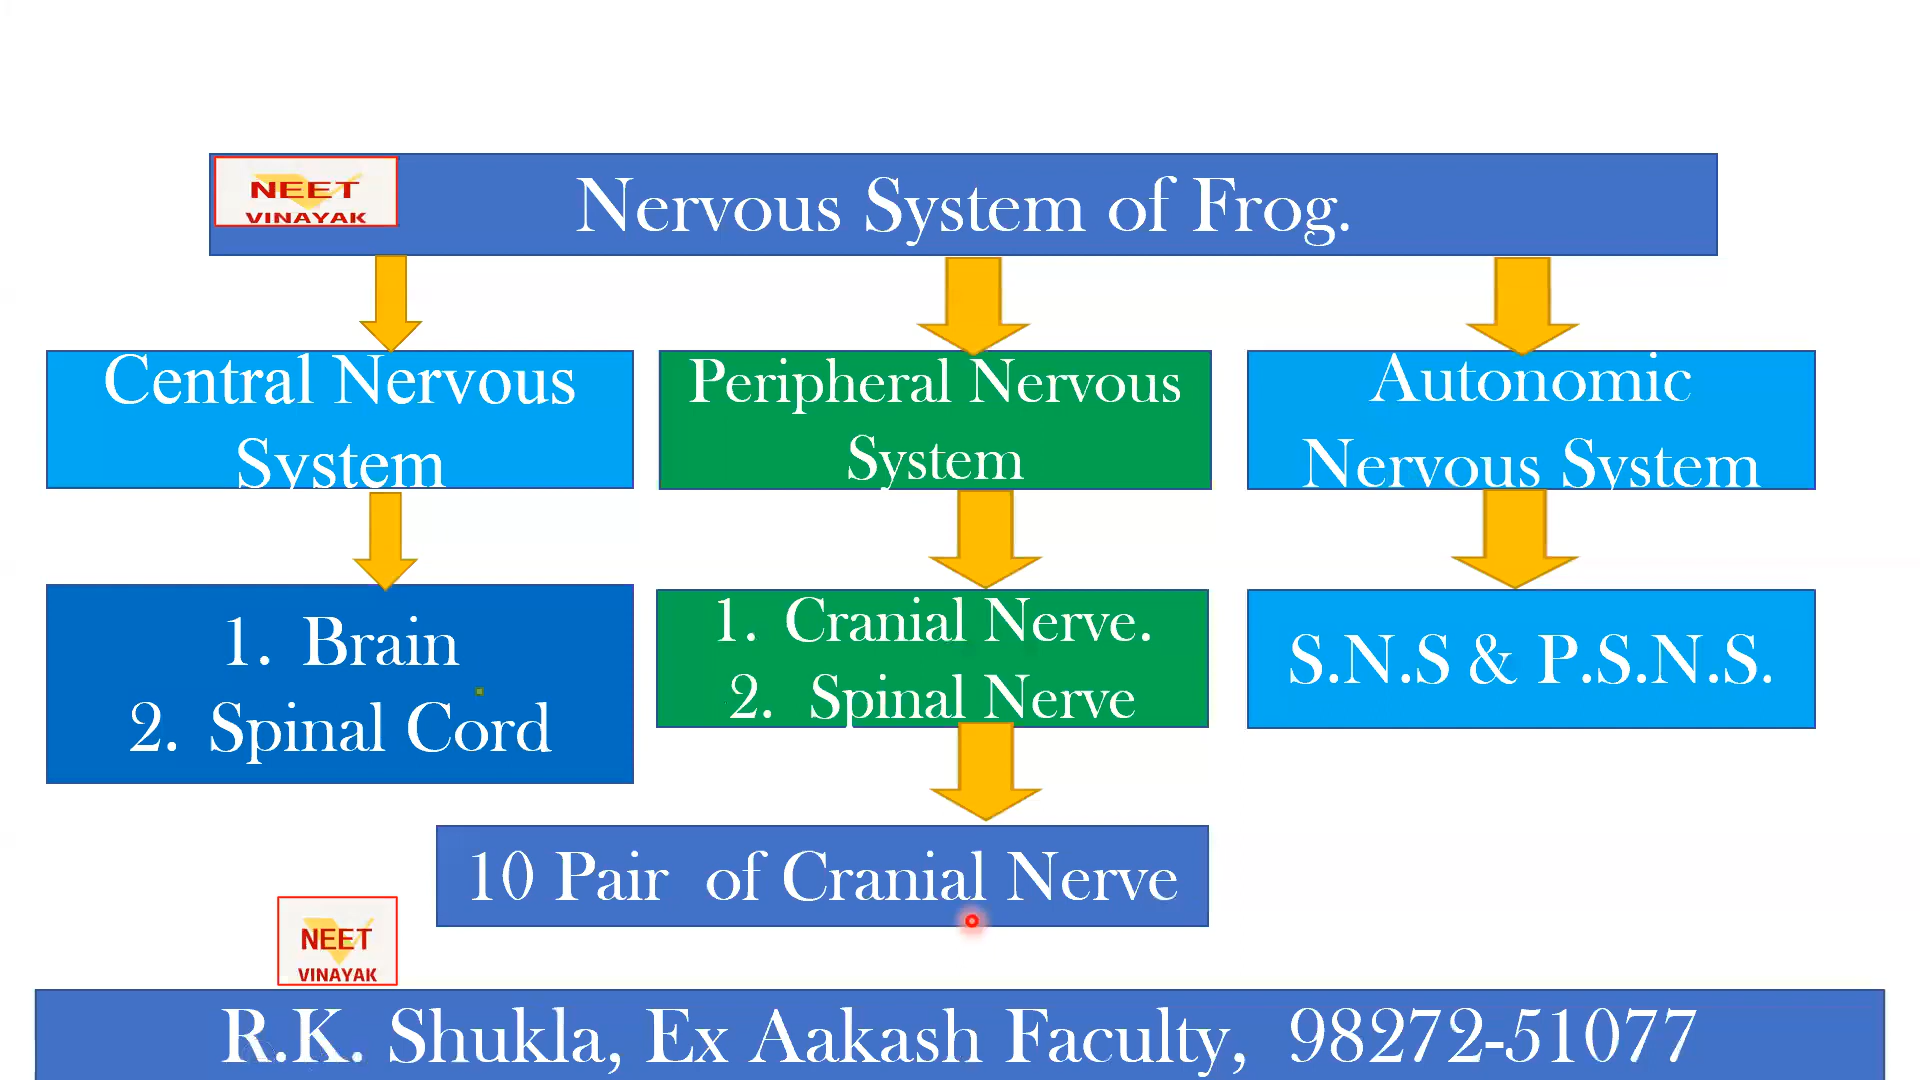 NEET
VINAYAK
Nervous System of Frog.
Central Nervous
System
Peripheral Nervous
System
Autonomic
Nervous System
1. Brain
2. Spinal Cord
1. Cranial Nerve.
2. Spinal Nerve
S.N.S & P.S.N.S.
10 Pair of Cranial Nerve
NEET
VINAYAK
R.K. Shukla, Ex Aakash Faculty, 98272-51077